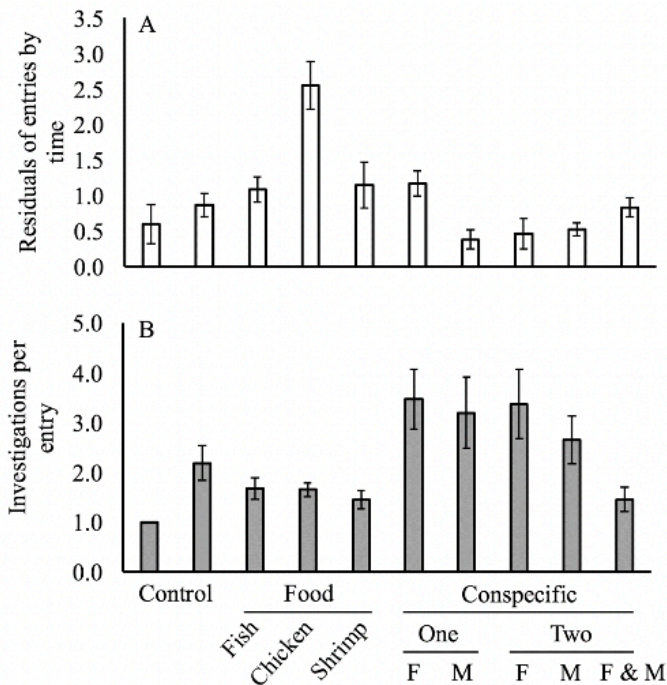 A
Residuals of entries by
time
3.5
3.0
2.5
2.0
1.5
1.0
0.5
0.0
B
Investigations per
entry
5.0
4.0
3.0
2.0
1.0
0.0
Control Food Conspecific
Fish Chicken Shrimp One Two
F M F M F & M